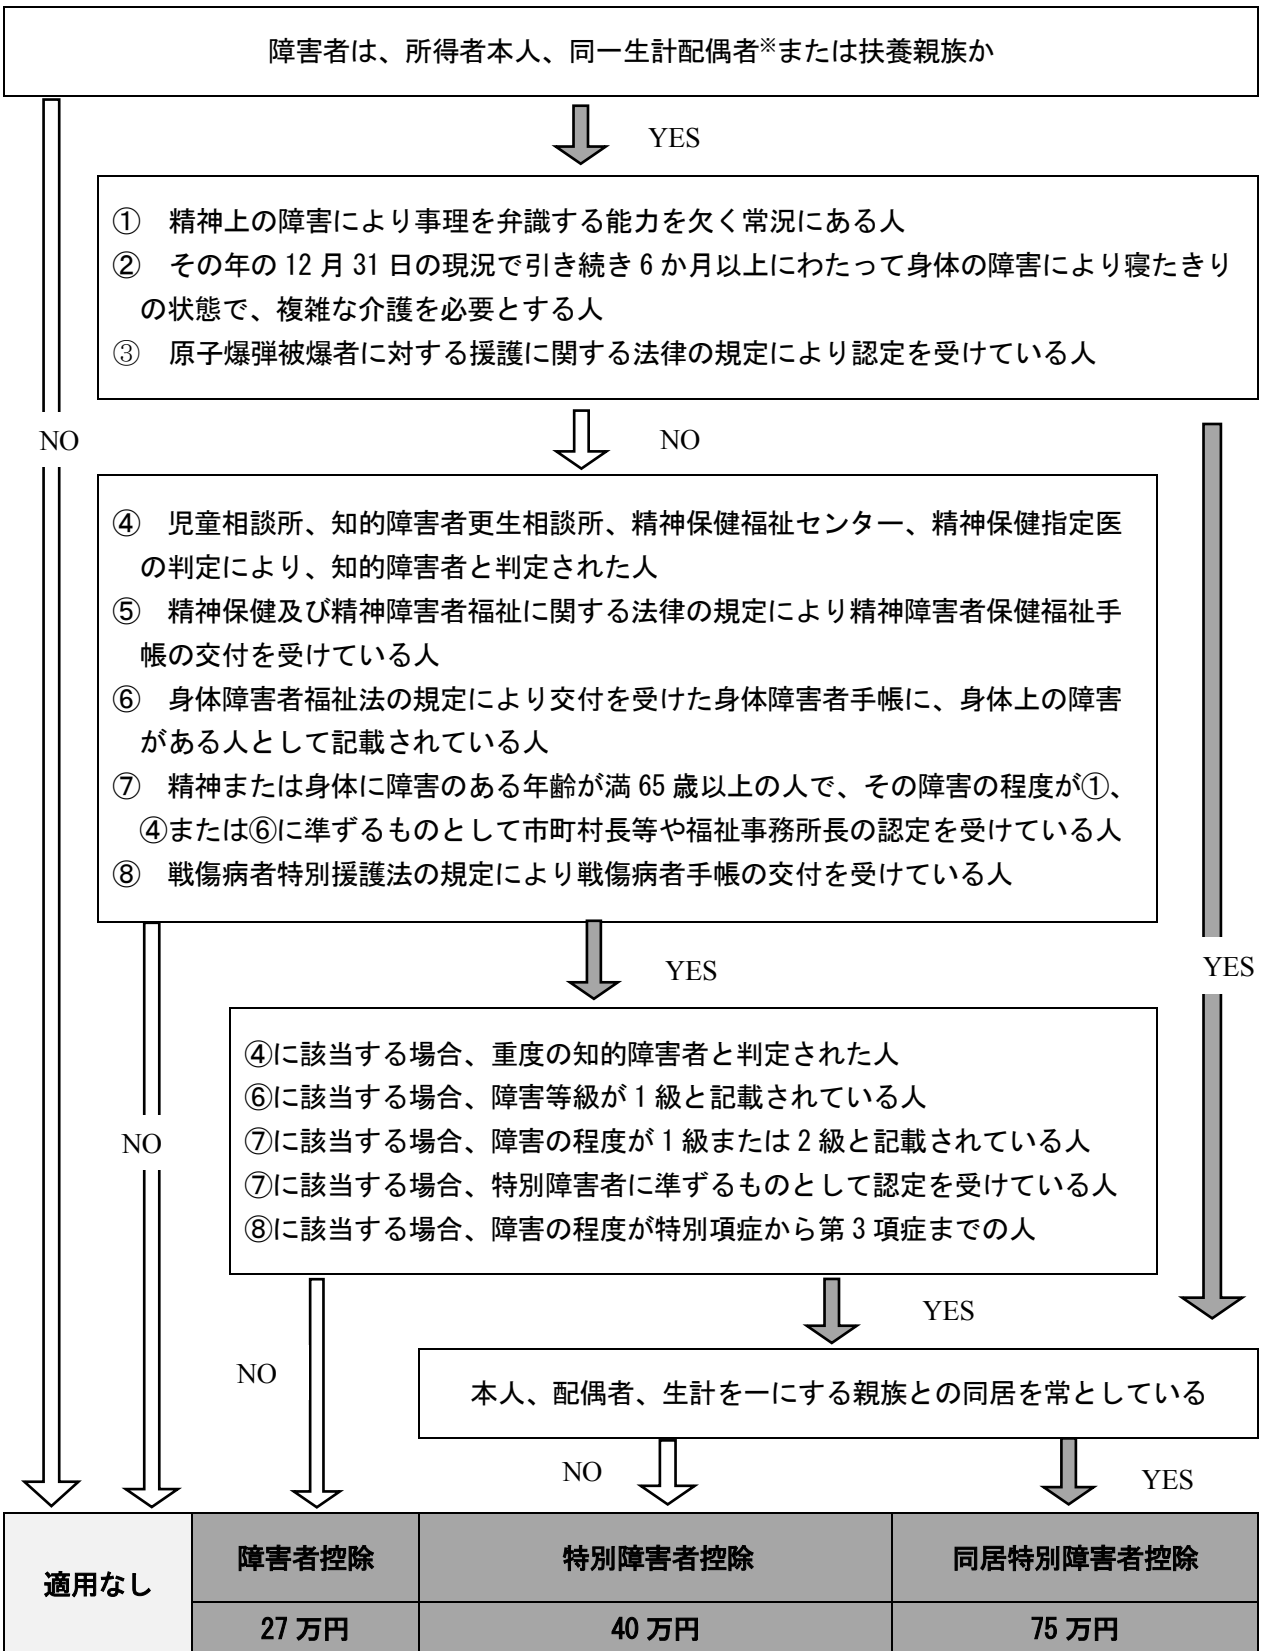 障害者は、所得者本人、同一生計配偶者※または扶養親族か
YES
① 精神上の障害により事理を弁識する能力を欠く常況にある人
② その年の 12 月 31 日の現況で引き続き 6 か月以上にわたって身体の障害により寝たきり
の状態で、複雑な介護を必要とする人
③ 原子爆弾被爆者に対する援護に関する法律の規定により認定を受けている人
NO
NO
④ 児童相談所、知的障害者更生相談所、精神保健福祉センター、精神保健指定医
の判定により、知的障害者と判定された人
⑤ 精神保健及び精神障害者福祉に関する法律の規定により精神障害者保健福祉手
帳の交付を受けている人
⑥ 身体障害者福祉法の規定により交付を受けた身体障害者手帳に、身体上の障害
がある人として記載されている人
⑦ 精神または身体に障害のある年齢が満 65 歳以上の人で、その障害の程度が①、
④または⑥に準ずるものとして市町村長等や福祉事務所長の認定を受けている人
⑧ 戦傷病者特別援護法の規定により戦傷病者手帳の交付を受けている人
YES
YES
④に該当する場合、重度の知的障害者と判定された人
⑥に該当する場合、障害等級が 1 級と記載されている人
⑦に該当する場合、障害の程度が 1 級または 2 級と記載されている人
⑦に該当する場合、特別障害者に準ずるものとして認定を受けている人
⑧に該当する場合、障害の程度が特別項症から第 3 項症までの人
NO
YES
NO
本人、配偶者、生計を一にする親族との同居を常としている
NO
YES
適用なし
障害者控除
特別障害者控除
同居特別障害者控除
27 万円
40 万円
75 万円